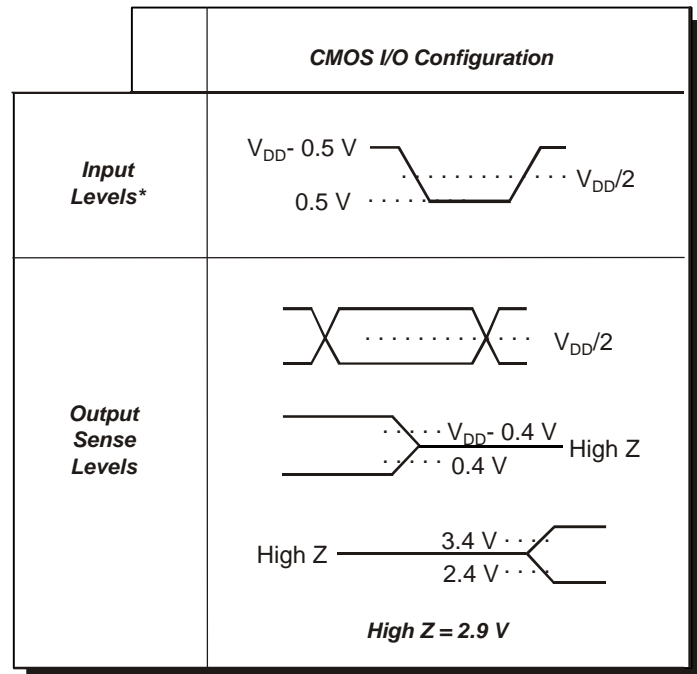 CMOS I/O Configuration
Input
Levels*
VDD- 0.5 V
VDD/2
0.5 V
Output
Sense
Levels
VDD/2
VDD- 0.4 V
High Z
0.4 V
High Z
3.4 V
2.4 V
High Z = 2.9 V